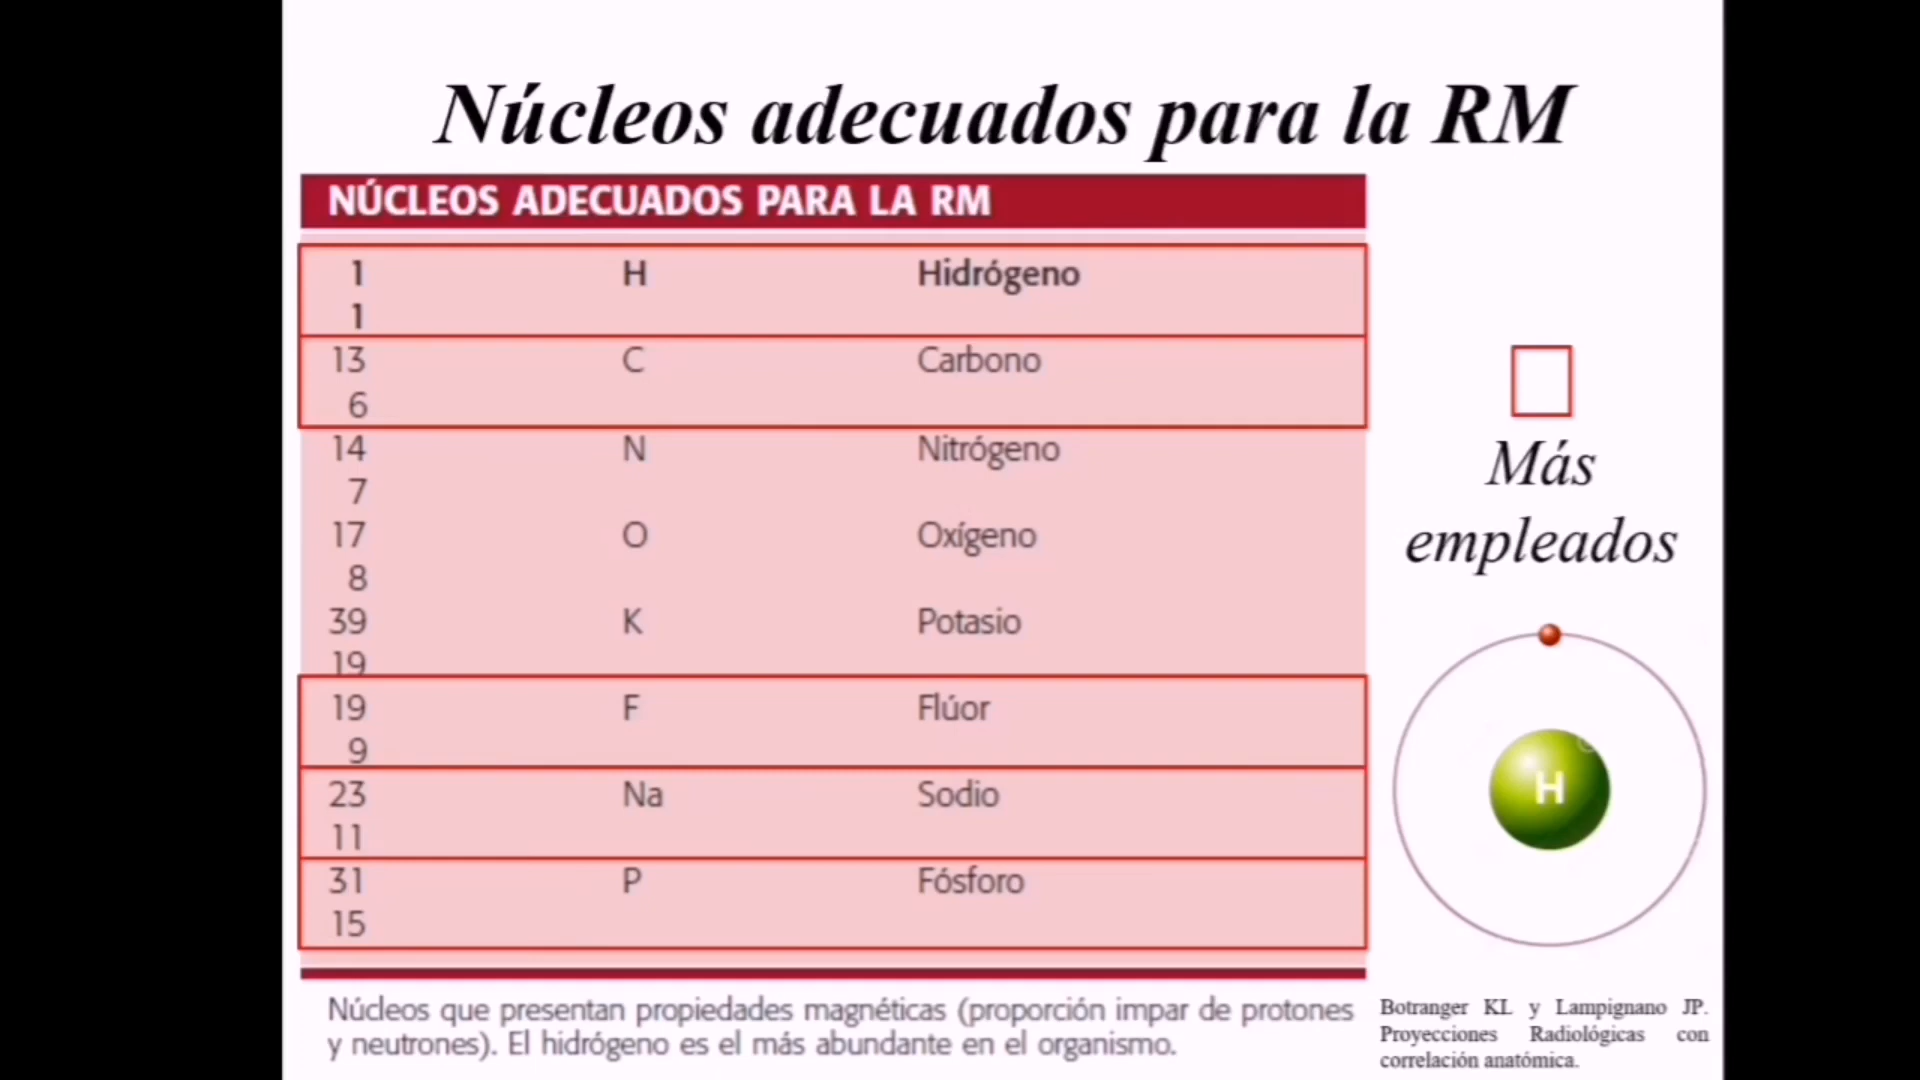 Núcleos adecuados para la RM
NÚCLEOS ADECUADOS PARA LA RM
1 H Hidrógeno
1
13 C Carbono
6
14 N Nitrógeno
7
17 O Oxígeno
8
39 K Potasio
19
19 F Flúor
9
23 Na Sodio
11
31 P Fósforo
15
Núcleos que presentan propiedades magnéticas (proporción impar de protones
y neutrones). El hidrógeno es el más abundante en el organismo.
Más
empleados
H
Botranger KL y Lampignano JP.
Proyecciones Radiológicas con
correlación anatómica.